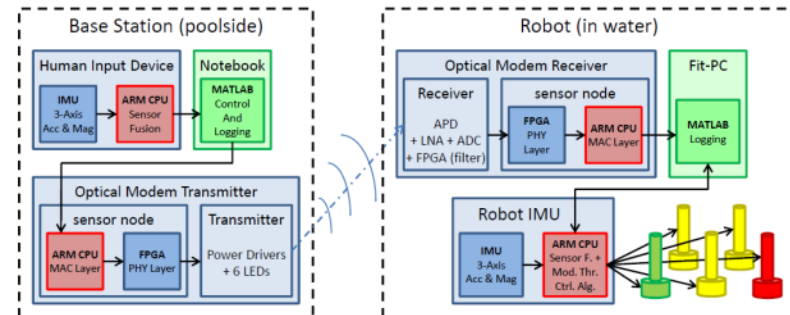 Base Station (poolside)
Human Input Device
IMU
3-Axis
Acc & Mag
ARM CPU
Sensor
Fusion
Notebook
MATLAB
Control
And
Logging
Optical Modem Transmitter
sensor node
ARM CPU
MAC Layer
FPGA
PHY Layer
Transmitter
Power Drivers
+ 6 LEDs
Robot (in water)
Optical Modem Receiver
Receiver
APD
+ LNA + ADC
+ FPGA (filter)
sensor node
FPGA
PHY
Layer
ARM CPU
MAC Layer
Fit-PC
MATLAB
Logging
Robot IMU
IMU
3-Axis
Acc & Mag
ARM CPU
Sensor F. +
Mod. Thr.
Ctrl. Alg.